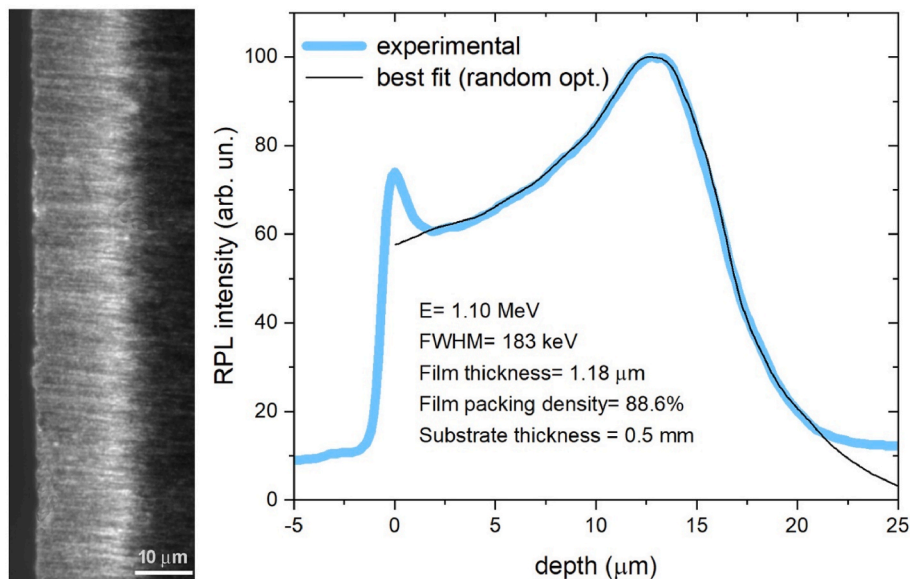 10 μm
experimental
best fit (random opt.)
E= 1.10 MeV
FWHM= 183 keV
Film thickness= 1.18 μm
Film packing density= 88.6%
Substrate thickness = 0.5 mm
RPL intensity (arb. un.)
100
80
60
40
20
0
-5 0 5 10 15 20 25
depth (μm)